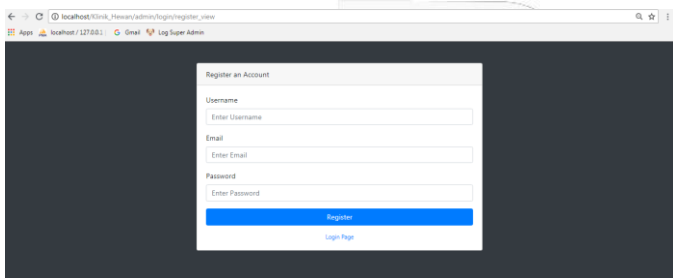 localhost/Klinik_Hewan/admin/login/register_view
Apps localhost / 127.0.0.1 | G Gmail Log Super Admin
Register an Account
Username
Enter Username
Email
Enter Email
Password
Enter Password
Register
Login Page